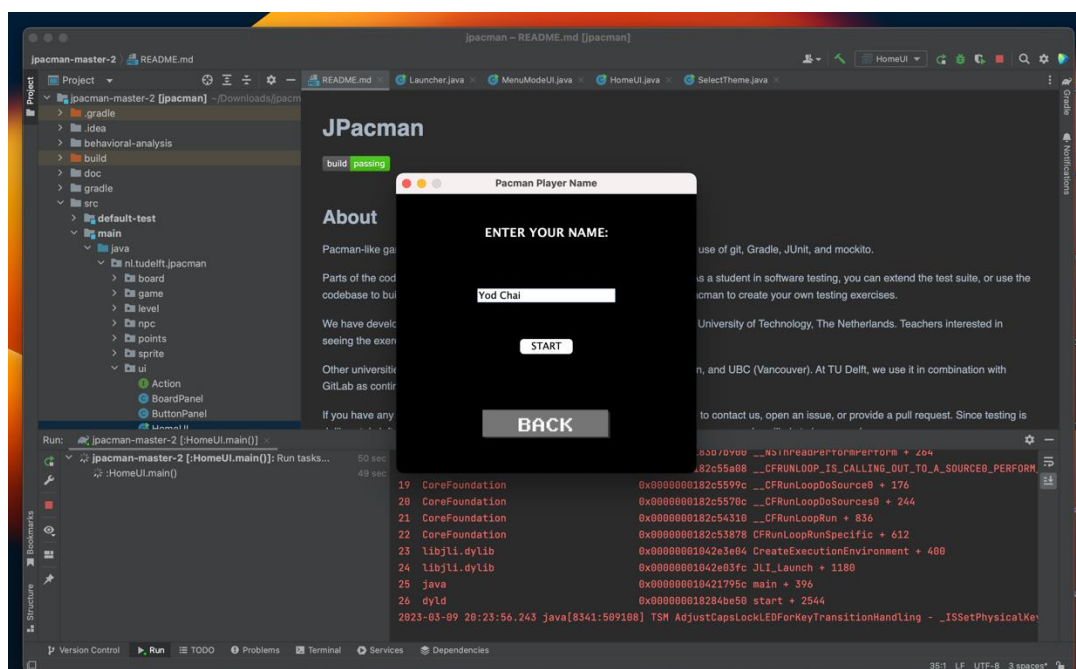 jpacman – README.md [jpacman]
jpacman-master-2 › README.md
HomeUI
Project
README.md
Launcher.java
MenuModeUI.java
HomeUI.java
SelectTheme.java
Project
jpacman-master-2 [jpacman] ~/Downloads/jpacm
.gradle
.idea
behavioral-analysis
build
doc
gradle
src
default-test
main
java
nl.tudelft.jpacman
board
game
level
npc
points
sprite
ui
Action
BoardPanel
ButtonPanel
HomeUI
Gradle
Notifications
JPacman
build passing
About
Pacman-like ga
use of git, Gradle, JUnit, and mockito.
Parts of the cod
As a student in software testing, you can extend the test suite, or use the
codebase to bui
acman to create your own testing exercises.
We have develo
University of Technology, The Netherlands. Teachers interested in
seeing the exer
Other universitie
n, and UBC (Vancouver). At TU Delft, we use it in combination with
GitLab as contin
If you have any
to contact us, open an issue, or provide a pull request. Since testing is
Pacman Player Name
ENTER YOUR NAME:
Yod Chai
START
BACK
Run:
jpacman-master-2 [:HomeUI.main()]
jpacman-master-2 [:HomeUI.main()]: Run tasks...
50 sec
:HomeUI.main()
49 sec
__NSThreadPerformPerform + 264
182c55a08 __CFRUNLOOP_IS_CALLING_OUT_TO_A_SOURCE0_PERFORM_
19 CoreFoundation 0x0000000182c5599c __CFRunLoopDoSource0 + 176
20 CoreFoundation 0x0000000182c5570c __CFRunLoopDoSources0 + 244
21 CoreFoundation 0x0000000182c54310 __CFRunLoopRun + 836
22 CoreFoundation 0x0000000182c53878 CFRunLoopRunSpecific + 612
23 libjli.dylib 0x00000001042e3e04 CreateExecutionEnvironment + 400
24 libjli.dylib 0x00000001042e03fc JLI_Launch + 1180
25 java 0x000000010421795c main + 396
26 dyld 0x000000018284be50 start + 2544
2023-03-09 20:23:56.243 java[8341:509108] TSM AdjustCapsLockLEDForKeyTransitionHandling - _ISSetPhysicalKey
Bookmarks
Structure
Version Control
Run
TODO
Problems
Terminal
Services
Dependencies
35:1 LF UTF-8 3 spaces*